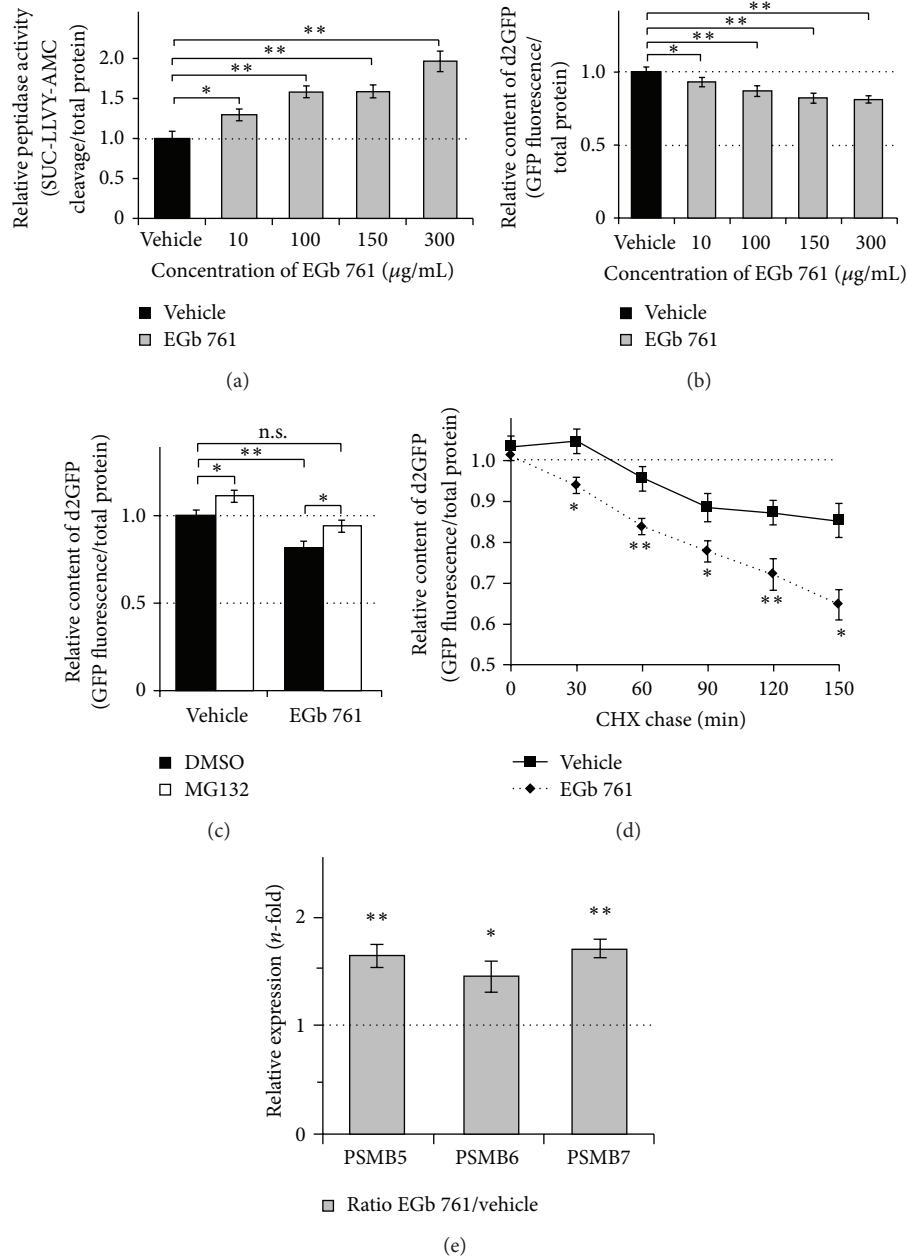 Relative peptidase activity
(SUC-LLVY-AMC
cleavage/total protein)
2.0
1.5
1.0
0
**
**
**
*
Vehicle 10 100 150 300
Concentration of EGb 761 (μg/mL)
Vehicle
EGb 761
(a)
Relative content of d2GFP
(GFP fluorescence/
total protein)
1.0
0.5
0
**
**
**
*
Vehicle 10 100 150 300
Concentration of EGb 761 (μg/mL)
Vehicle
EGb 761
(b)
Relative content of d2GFP
(GFP fluorescence/total protein)
1.0
0.5
0
n.s.
**
*
*
Vehicle EGb 761
DMSO
MG132
(c)
Relative content of d2GFP
(GFP fluorescence/total protein)
1.0
0.9
0.8
0.7
0.6
0.5
*
**
*
**
*
0 30 60 90 120 150
CHX chase (min)
Vehicle
EGb 761
(d)
Relative expression (n-fold)
2
1
0
**
*
**
PSMB5 PSMB6 PSMB7
Ratio EGb 761/vehicle
(e)